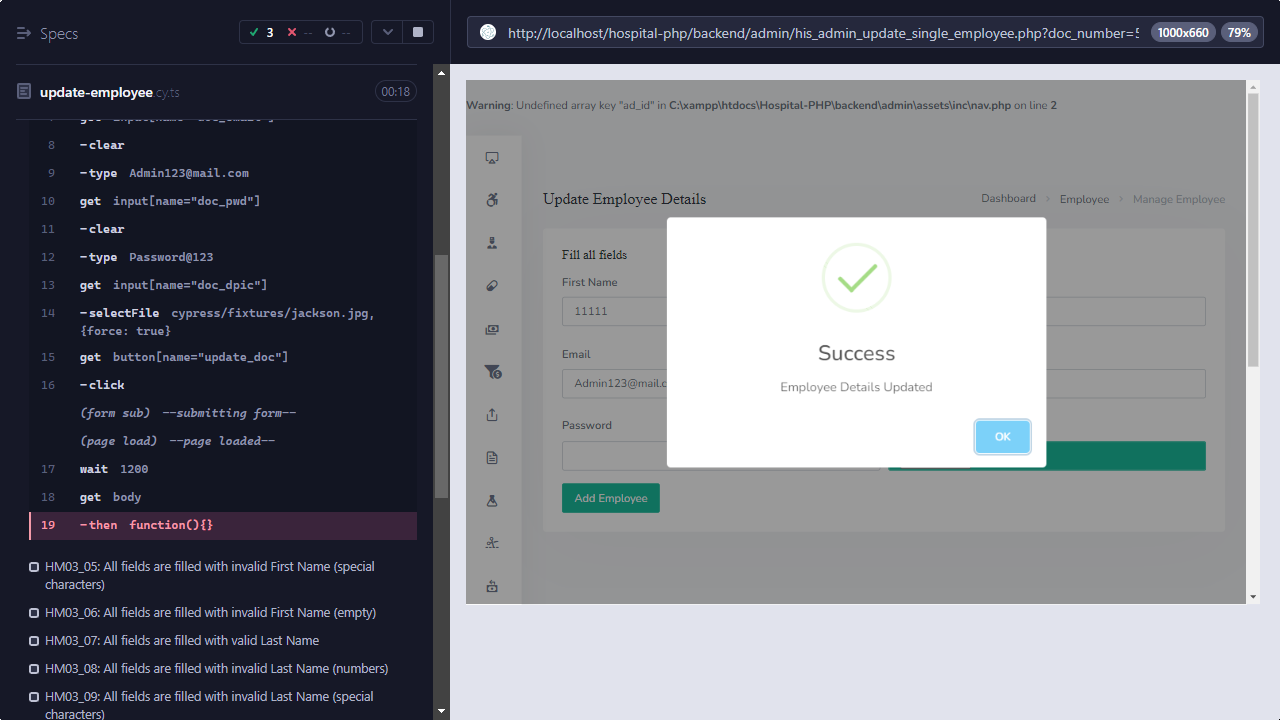 Specs
3
--
--
update-employee.cy.ts
00:18
8 -clear
9 -type Admin123@mail.com
10 get input[name="doc_pwd"]
11 -clear
12 -type Password@123
13 get input[name="doc_dpic"]
14 -selectFile cypress/fixtures/jackson.jpg,
{force: true}
15 get button[name="update_doc"]
16 -click
(form sub) --submitting form--
(page load) --page loaded--
17 wait 1200
18 get body
19 -then function(){}
HM03_05: All fields are filled with invalid First Name (special
characters)
HM03_06: All fields are filled with invalid First Name (empty)
HM03_07: All fields are filled with valid Last Name
HM03_08: All fields are filled with invalid Last Name (numbers)
HM03_09: All fields are filled with invalid Last Name (special
characters)
http://localhost/hospital-php/backend/admin/his_admin_update_single_employee.php?doc_number=5
1000x660
79%
Warning: Undefined array key "ad_id" in C:\xampp\htdocs\Hospital-PHP\backend\admin\assets\inc\nav.php on line 2
Update Employee Details
Dashboard > Employee > Manage Employee
Fill all fields
First Name
11111
Email
Admin123@mail.c
Password
Add Employee
Success
Employee Details Updated
OK